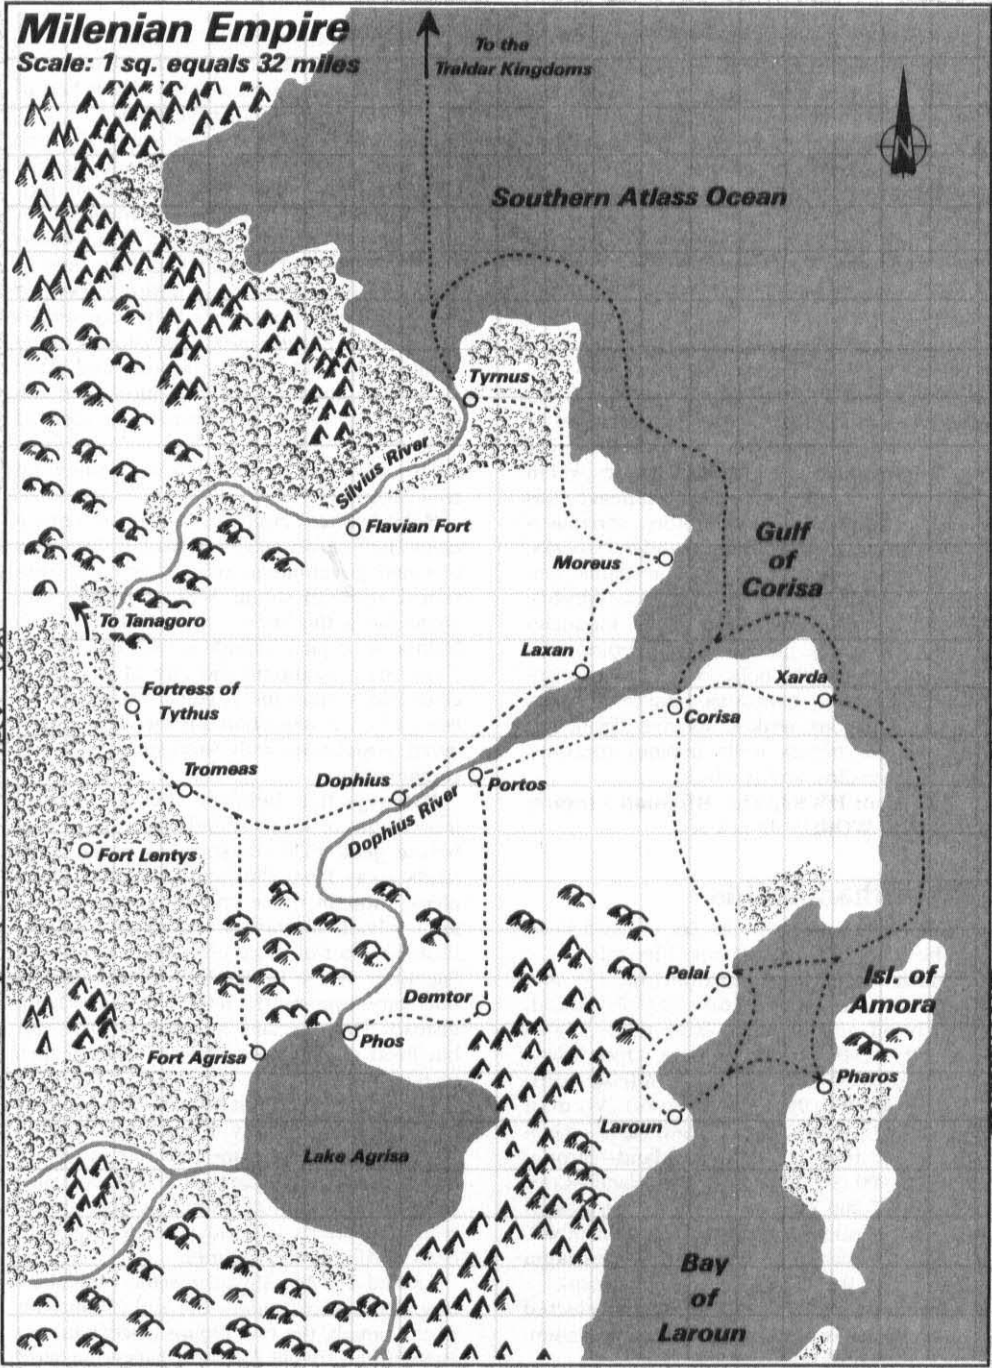 Milenian Empire
Scale: 1 sq. equals 32 miles
To the
Traldar Kingdoms
N
Southern Atlass Ocean
Tyrnus
Silvius River
Flavian Fort
Gulf
of
Corisa
Moreus
To Tanagoro
Laxan
Xarda
Fortress of
Tythus
Corisa
Tromeas
Dophius
Portos
Dophius River
Fort Lentys
Pelai
Isl. of
Amora
Demtor
Phos
Fort Agrisa
Pharos
Laroun
Lake Agrisa
Bay
of
Laroun